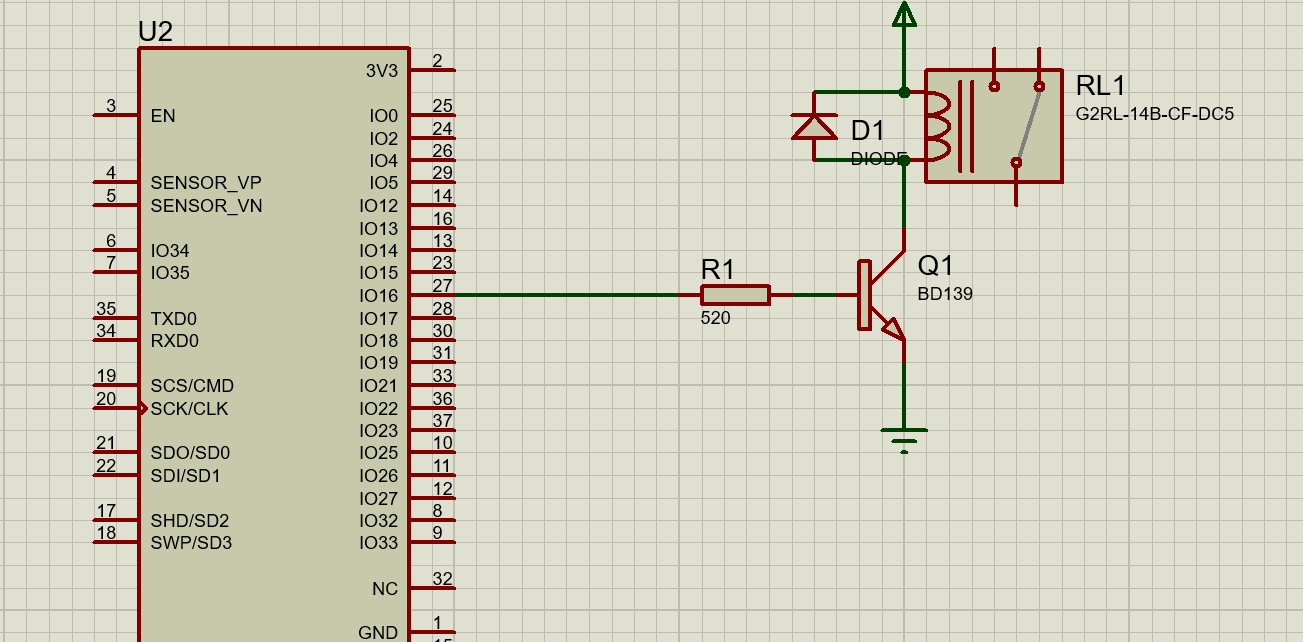 U2
3V3 2
3 EN IO0 25
IO2 24
IO4 26
4 SENSOR_VP IO5 29
5 SENSOR_VN IO12 14
IO13 16
6 IO34 IO14 13
7 IO35 IO15 23
IO16 27
35 TXD0 IO17 28
34 RXD0 IO18 30
IO19 31
19 SCS/CMD IO21 33
20 SCK/CLK IO22 36
IO23 37
21 SDO/SD0 IO25 10
22 SDI/SD1 IO26 11
IO27 12
17 SHD/SD2 IO32 8
18 SWP/SD3 IO33 9
NC 32
GND 1
R1
520
D1
DIODE
RL1
G2RL-14B-CF-DC5
Q1
BD139